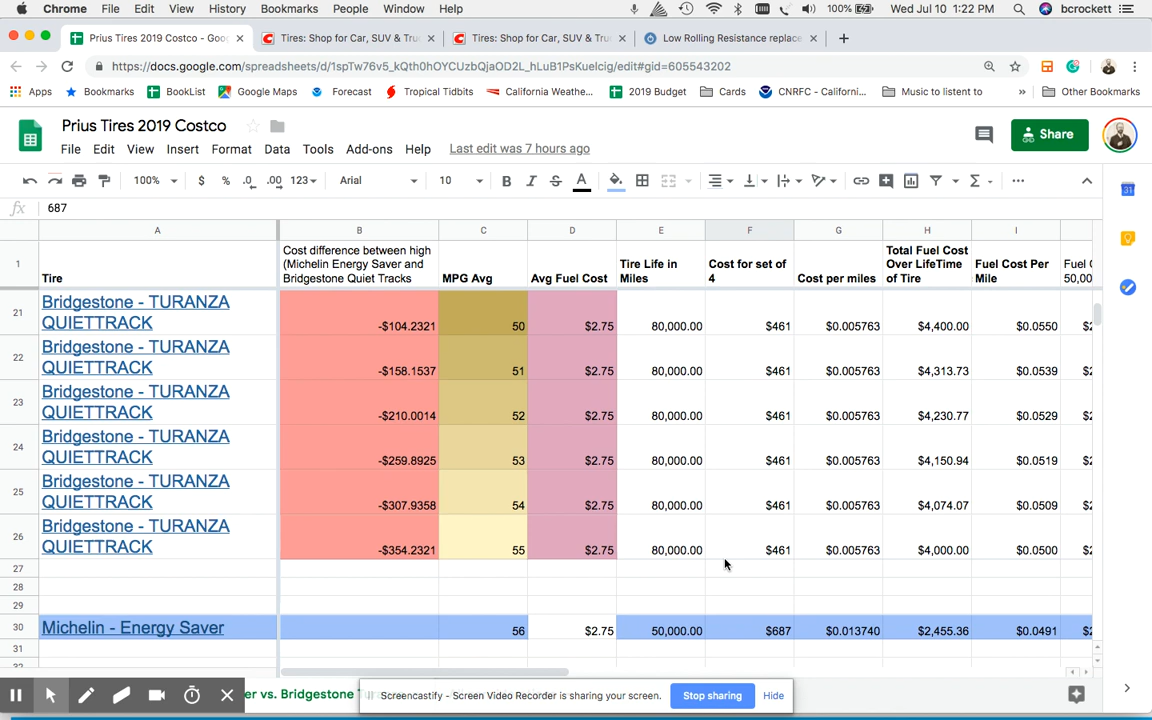 Chrome File Edit View History Bookmarks People Window Help 100% Wed Jul 10 1:22 PM bcrockett
Prius Tires 2019 Costco - Goo Tires: Shop for Car, SUV & Tru Tires: Shop for Car, SUV & Tru Low Rolling Resistance replace
https://docs.google.com/spreadsheets/d/1spTw76v5_kQth0hOYCUzbQjaOD2L_hLuB1PsKuelcig/edit#gid=605543202
Apps Bookmarks BookList Google Maps Forecast Tropical Tidbits California Weathe... 2019 Budget Cards CNRFC - Californi... Music to listen to » Other Bookmarks
Prius Tires 2019 Costco
Share
File Edit View Insert Format Data Tools Add-ons Help Last edit was 7 hours ago
100% $ % .0 .00 123 Arial 10 B I S A
fx 687
A B C D E F G H I
1 Tire Cost difference between high (Michelin Energy Saver and Bridgestone Quiet Tracks MPG Avg Avg Fuel Cost Tire Life in Miles Cost for set of 4 Cost per miles Total Fuel Cost Over LifeTime of Tire Fuel Cost Per Mile Fuel C 50,00
21 Bridgestone - TURANZA QUIETTRACK -$104.2321 50 $2.75 80,000.00 $461 $0.005763 $4,400.00 $0.0550 $2
22 Bridgestone - TURANZA QUIETTRACK -$158.1537 51 $2.75 80,000.00 $461 $0.005763 $4,313.73 $0.0539 $2
23 Bridgestone - TURANZA QUIETTRACK -$210.0014 52 $2.75 80,000.00 $461 $0.005763 $4,230.77 $0.0529 $2
24 Bridgestone - TURANZA QUIETTRACK -$259.8925 53 $2.75 80,000.00 $461 $0.005763 $4,150.94 $0.0519 $2
25 Bridgestone - TURANZA QUIETTRACK -$307.9358 54 $2.75 80,000.00 $461 $0.005763 $4,074.07 $0.0509 $2
26 Bridgestone - TURANZA QUIETTRACK -$354.2321 55 $2.75 80,000.00 $461 $0.005763 $4,000.00 $0.0500 $2
27
28
29
30 Michelin - Energy Saver 56 $2.75 50,000.00 $687 $0.013740 $2,455.36 $0.0491 $2
31
er vs. Bridgestone Screencastify - Screen Video Recorder is sharing your screen. Stop sharing Hide